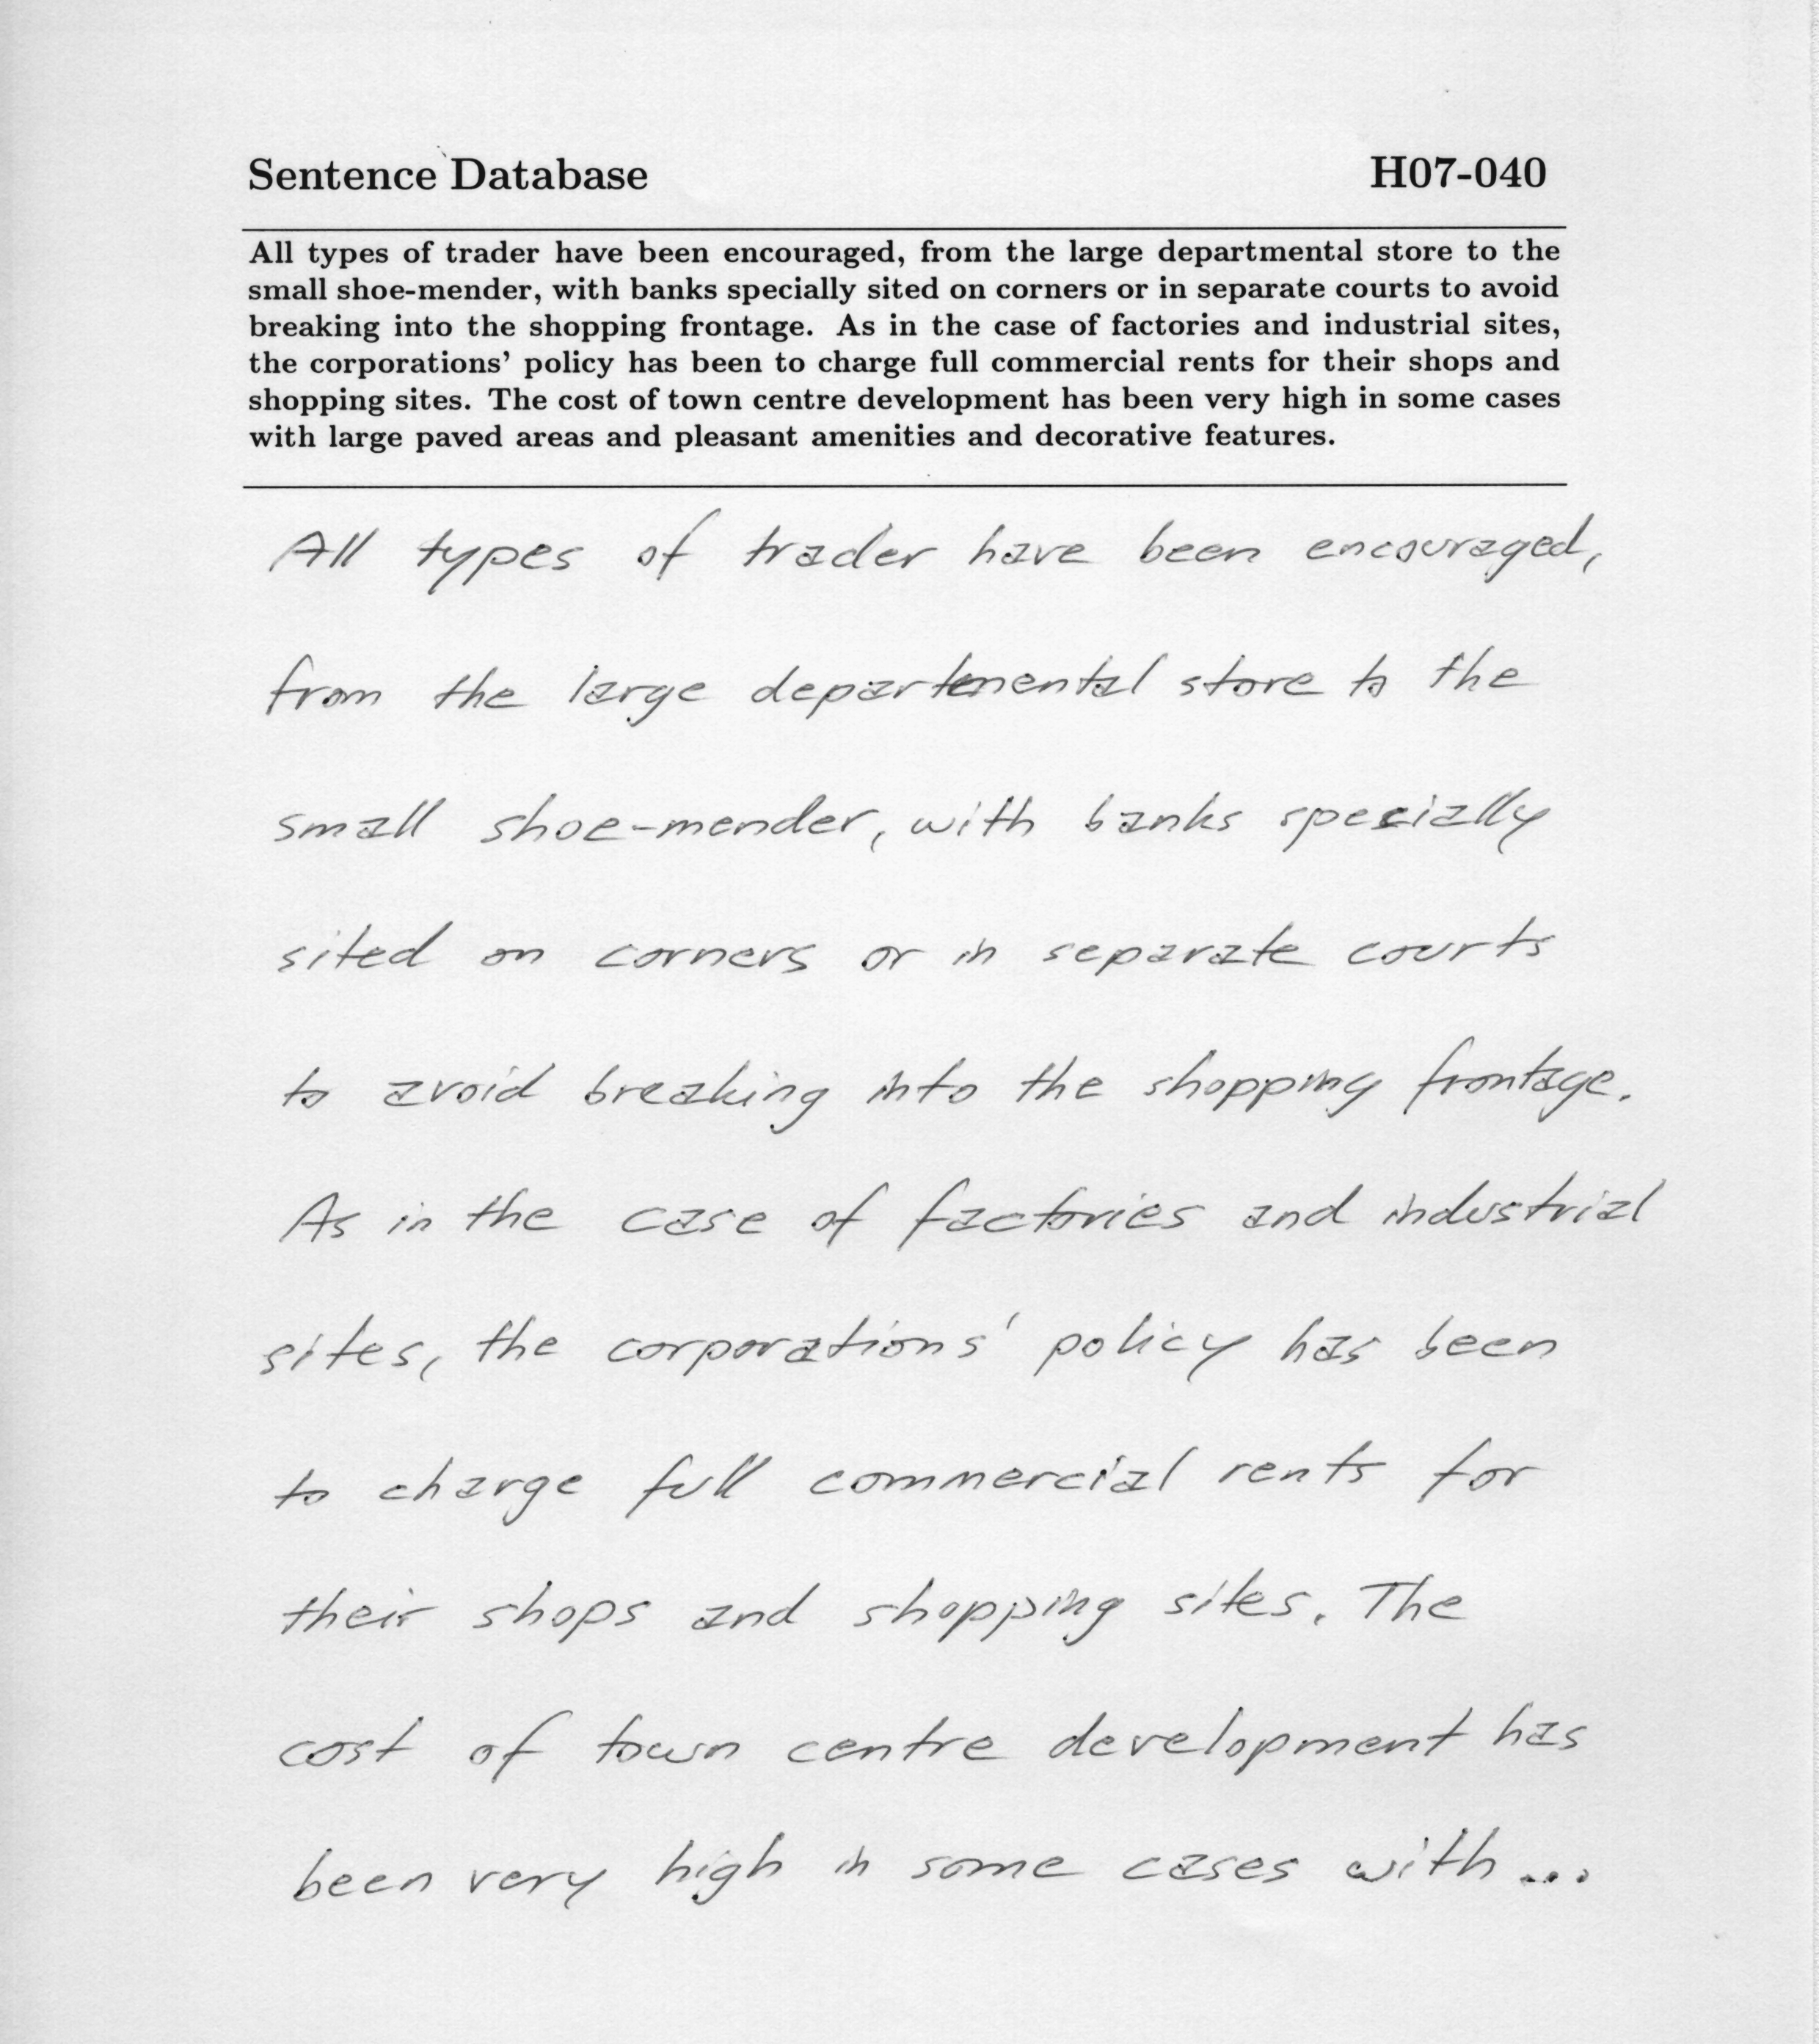 Sentence Database H07-040
All types of trader have been encouraged, from the large departmental store to the
small shoe-mender, with banks specially sited on corners or in separate courts to avoid
breaking into the shopping frontage. As in the case of factories and industrial sites,
the corporations' policy has been to charge full commercial rents for their shops and
shopping sites. The cost of town centre development has been very high in some cases
with large paved areas and pleasant amenities and decorative features.
All types of trader have been encouraged,
from the large departmental store to the
small shoe-mender, with banks specially
sited on corners or in separate courts
to avoid breaking into the shopping frontage.
As in the case of factories and industrial
sites, the corporations' policy has been
to charge full commercial rents for
their shops and shopping sites. The
cost of town centre development has
been very high in some cases with...